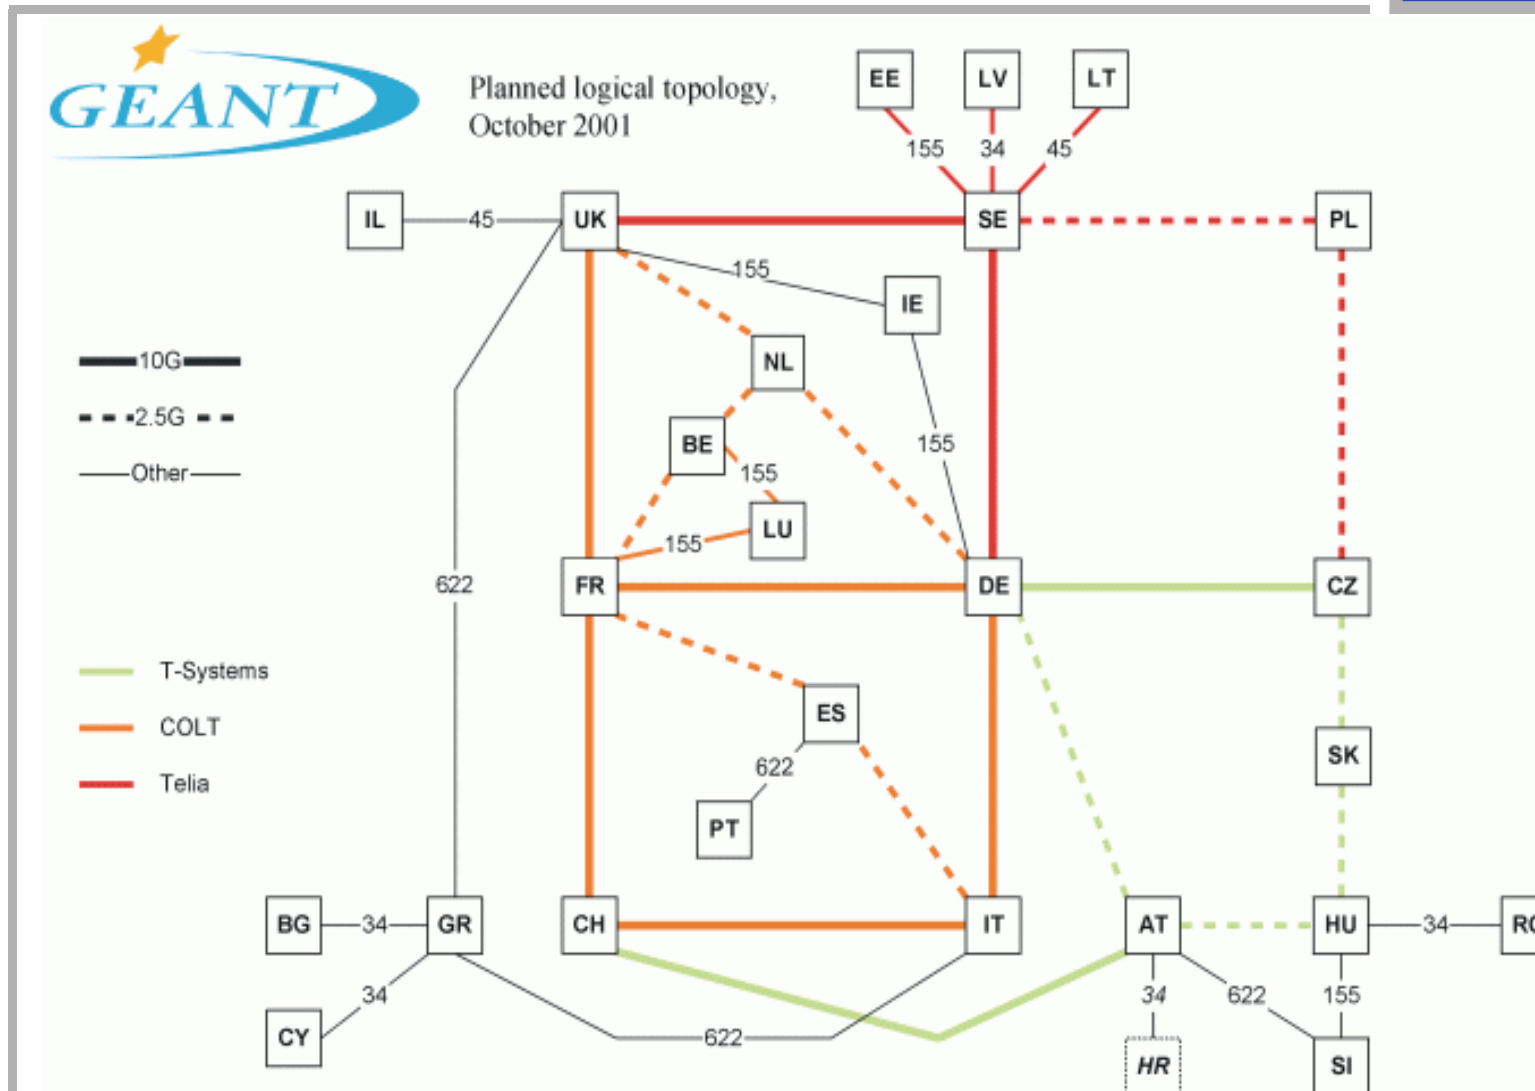 GEANT
Planned logical topology,
October 2001
EE
LV
LT
155
34
45
IL
45
UK
SE
PL
155
IE
10G
NL
2.5G
BE
155
155
Other
LU
155
FR
DE
CZ
622
T-Systems
ES
COLT
SK
622
Telia
PT
BG
34
GR
CH
IT
AT
HU
34
34
34
622
155
CY
622
HR
SI